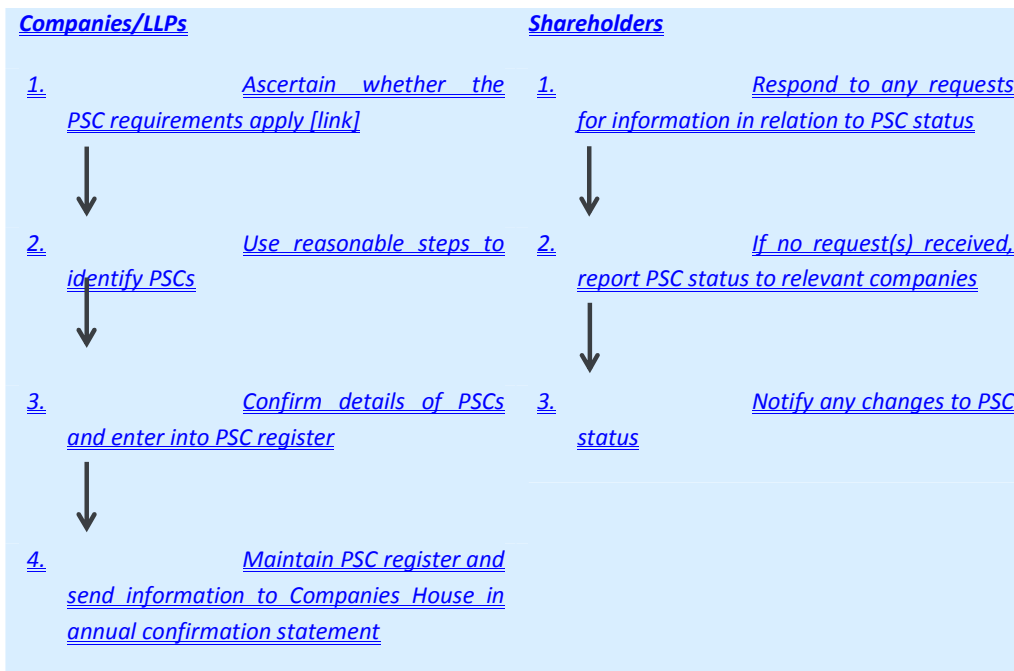 Companies/LLPs
1. Ascertain whether the
PSC requirements apply [link]
2. Use reasonable steps to
identify PSCs
3. Confirm details of PSCs
and enter into PSC register
4. Maintain PSC register and
send information to Companies House in
annual confirmation statement
Shareholders
1. Respond to any requests
for information in relation to PSC status
2. If no request(s) received,
report PSC status to relevant companies
3. Notify any changes to PSC
status